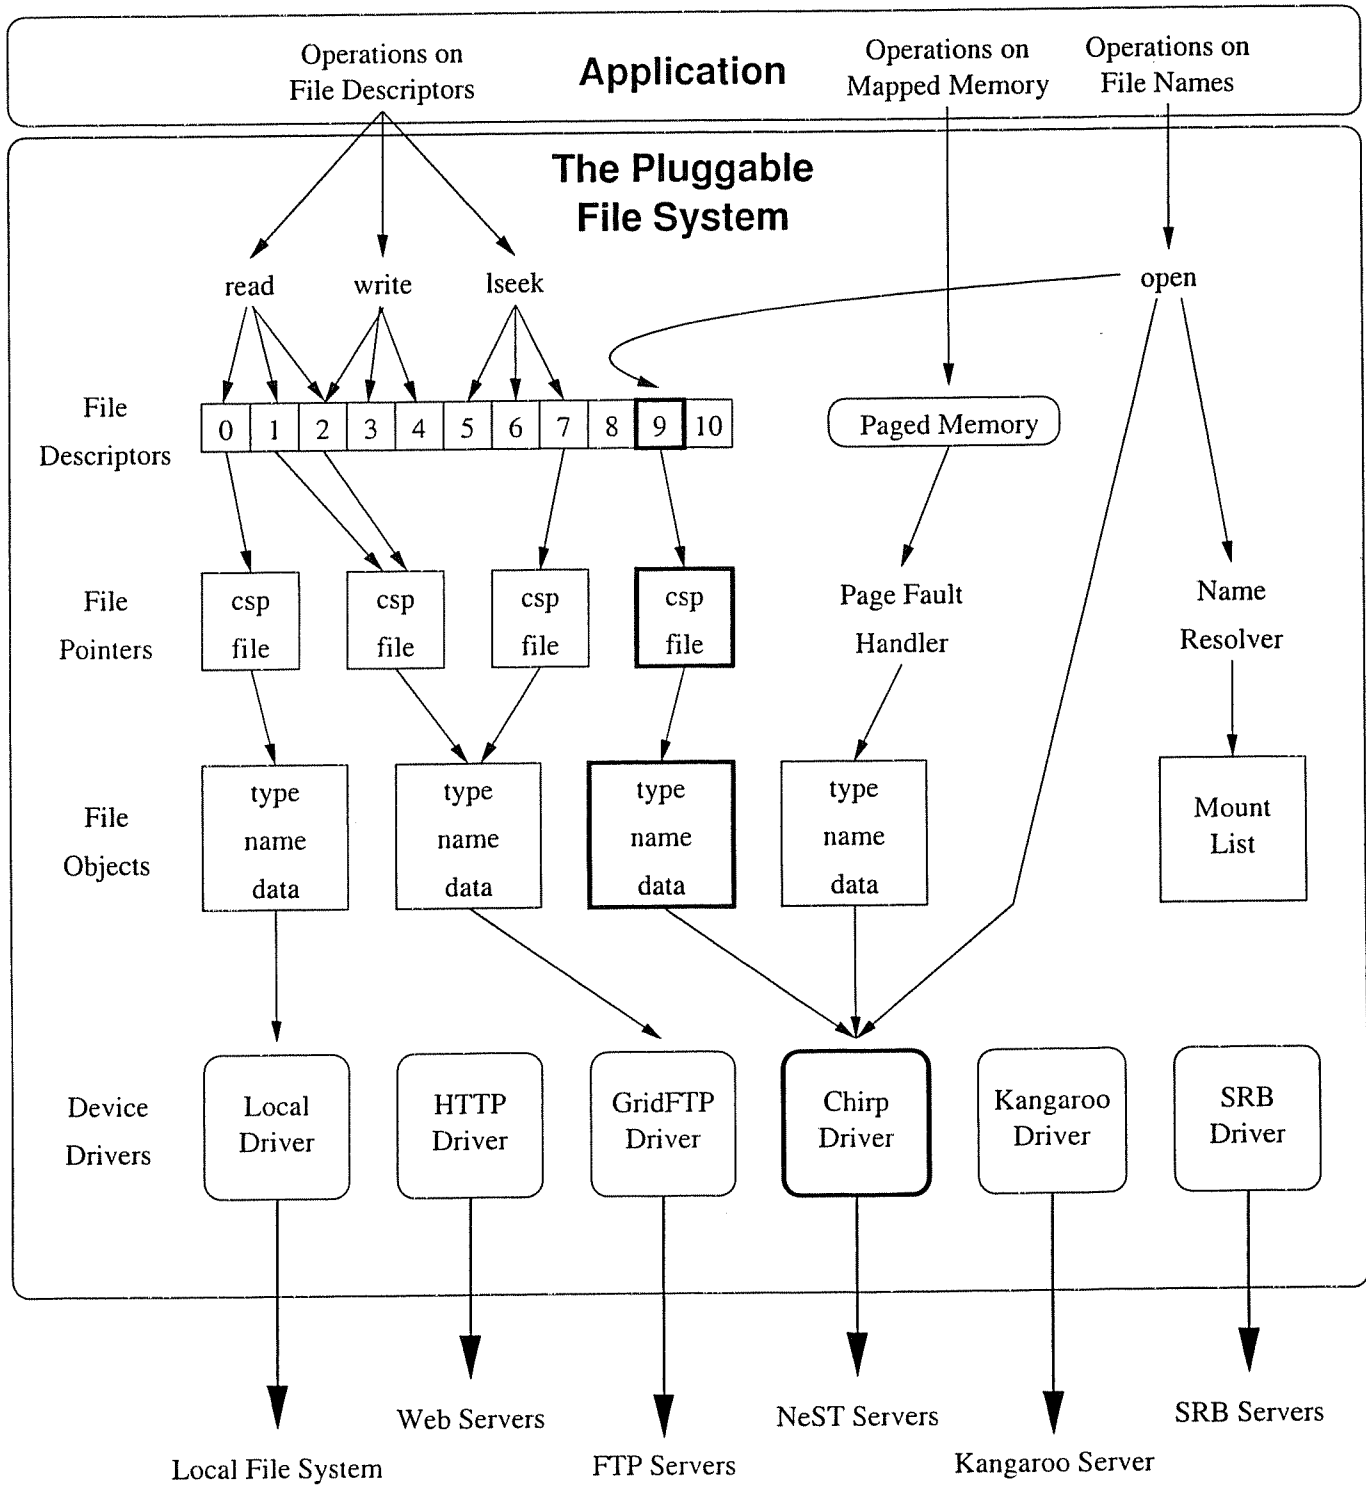 Operations on
File Descriptors
Application
Operations on
Mapped Memory
Operations on
File Names
The Pluggable
File System
read
write
lseek
open
File
Descriptors
0 1 2 3 4 5 6 7 8 9 10
Paged Memory
File
Pointers
csp
file
csp
file
csp
file
csp
file
Page Fault
Handler
Name
Resolver
File
Objects
type
name
data
type
name
data
type
name
data
type
name
data
Mount
List
Device
Drivers
Local
Driver
HTTP
Driver
GridFTP
Driver
Chirp
Driver
Kangaroo
Driver
SRB
Driver
Local File System
Web Servers
FTP Servers
NeST Servers
Kangaroo Server
SRB Servers